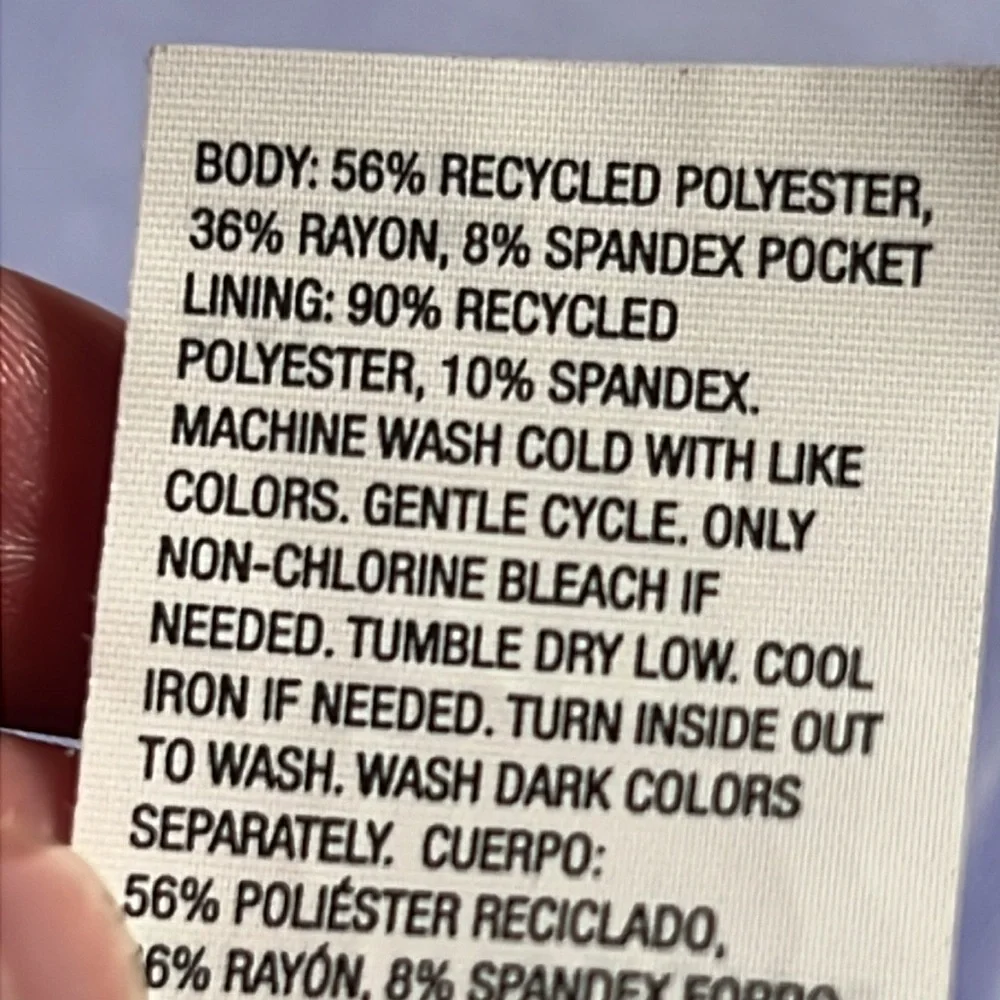 BODY: 56% RECYCLED POLYESTER,
36% RAYON, 8% SPANDEX POCKET
LINING: 90% RECYCLED
POLYESTER, 10% SPANDEX.
MACHINE WASH COLD WITH LIKE
COLORS. GENTLE CYCLE. ONLY
NON-CHLORINE BLEACH IF
NEEDED. TUMBLE DRY LOW. COOL
IRON IF NEEDED. TURN INSIDE OUT
TO WASH. WASH DARK COLORS
SEPARATELY. CUERPO:
56% POLIÉSTER RECICLADO,
6% RAYÓN, 8% SPANDEX FORRO